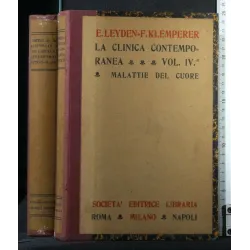 E. LEYDEN-F. KLEMPERER
LA CLINICA CONTEMPO-
RANEA ♣ ♣ ♣ VOL. IV.º
♣ MALATTIE DEL CUORE
SOCIETA' EDITRICE LIBRARIA
ROMA ♣ MILANO ♣ NAPOLI